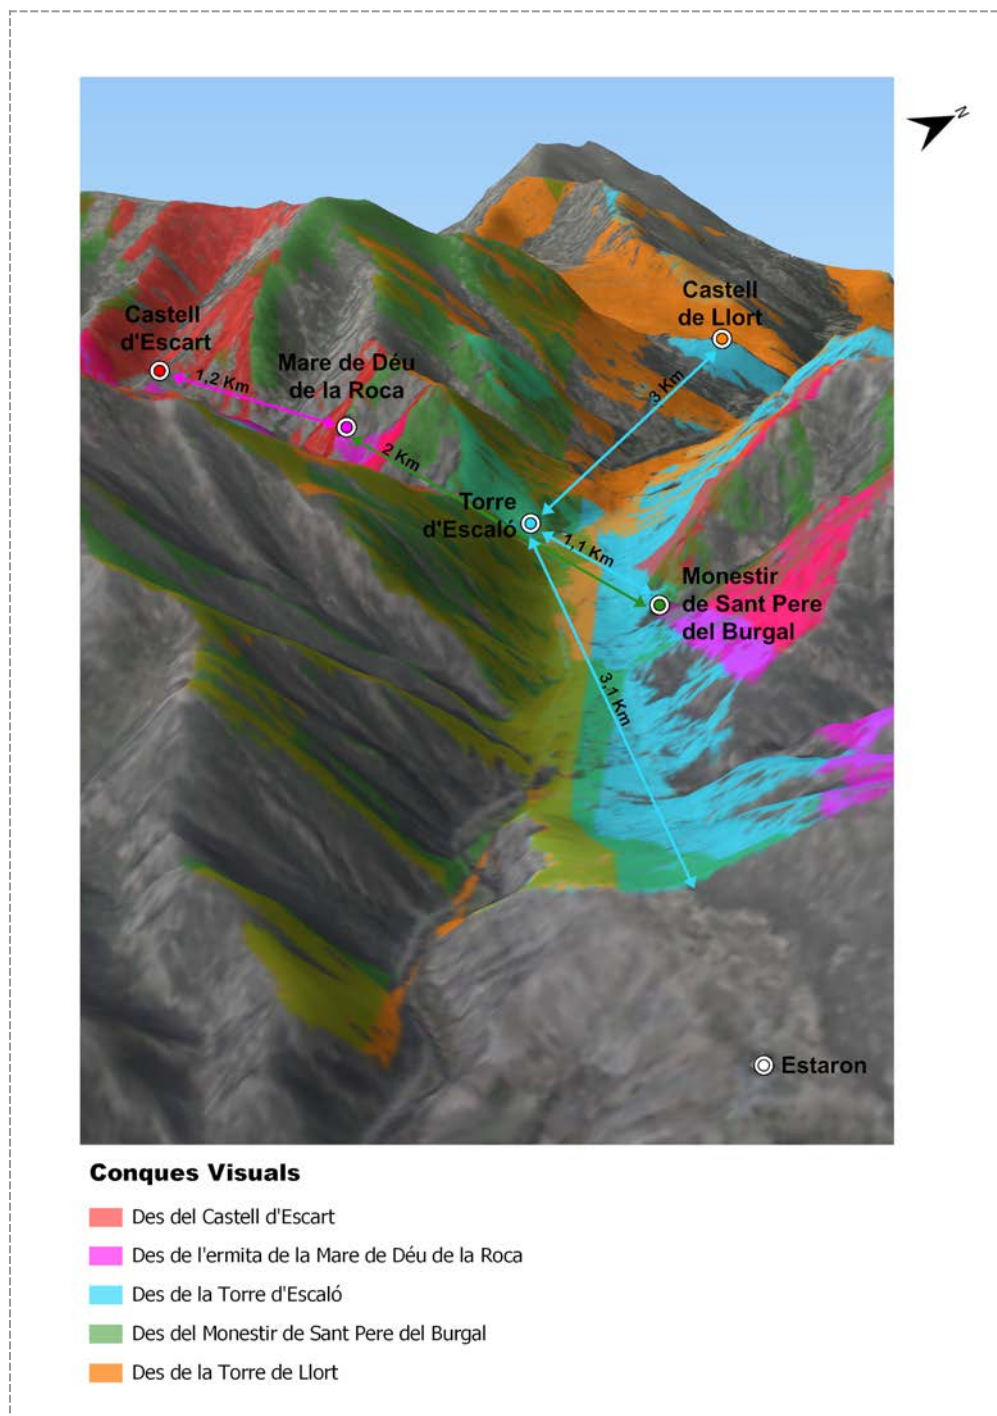 N
Castell
de Llort
Castell
d'Escart
Mare de Déu
de la Roca
1,2 Km
3 Km
2 Km
Torre
d'Escaló
1,1 Km
Monestir
de Sant Pere
del Burgal
3,1 Km
Estaron
Conques Visuals
Des del Castell d'Escart
Des de l'ermita de la Mare de Déu de la Roca
Des de la Torre d'Escaló
Des del Monestir de Sant Pere del Burgal
Des de la Torre de Llort